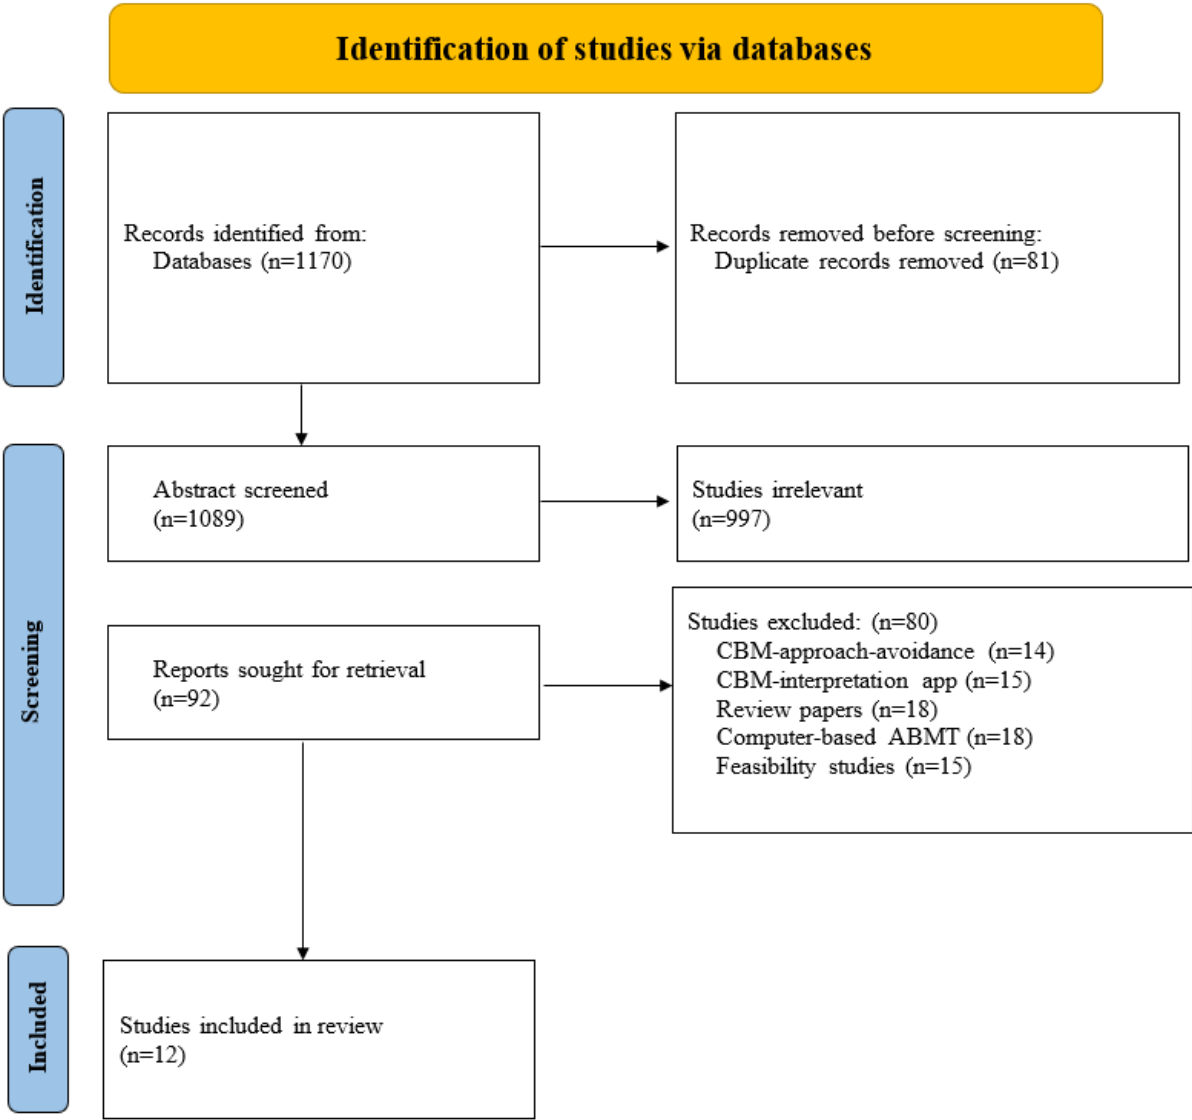 Identification of studies via databases
Identification
Records identified from:
Databases (n=1170)
Records removed before screening:
Duplicate records removed (n=81)
Screening
Abstract screened
(n=1089)
Studies irrelevant
(n=997)
Reports sought for retrieval
(n=92)
Studies excluded: (n=80)
CBM-approach-avoidance (n=14)
CBM-interpretation app (n=15)
Review papers (n=18)
Computer-based ABMT (n=18)
Feasibility studies (n=15)
Included
Studies included in review
(n=12)